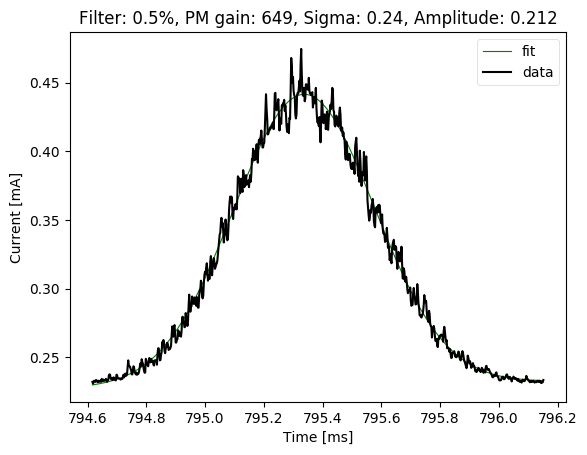 Filter: 0.5%, PM gain: 649, Sigma: 0.24, Amplitude: 0.212
fit
data
0.45
0.40
0.35
0.30
0.25
Current [mA]
794.6 794.8 795.0 795.2 795.4 795.6 795.8 796.0 796.2
Time [ms]